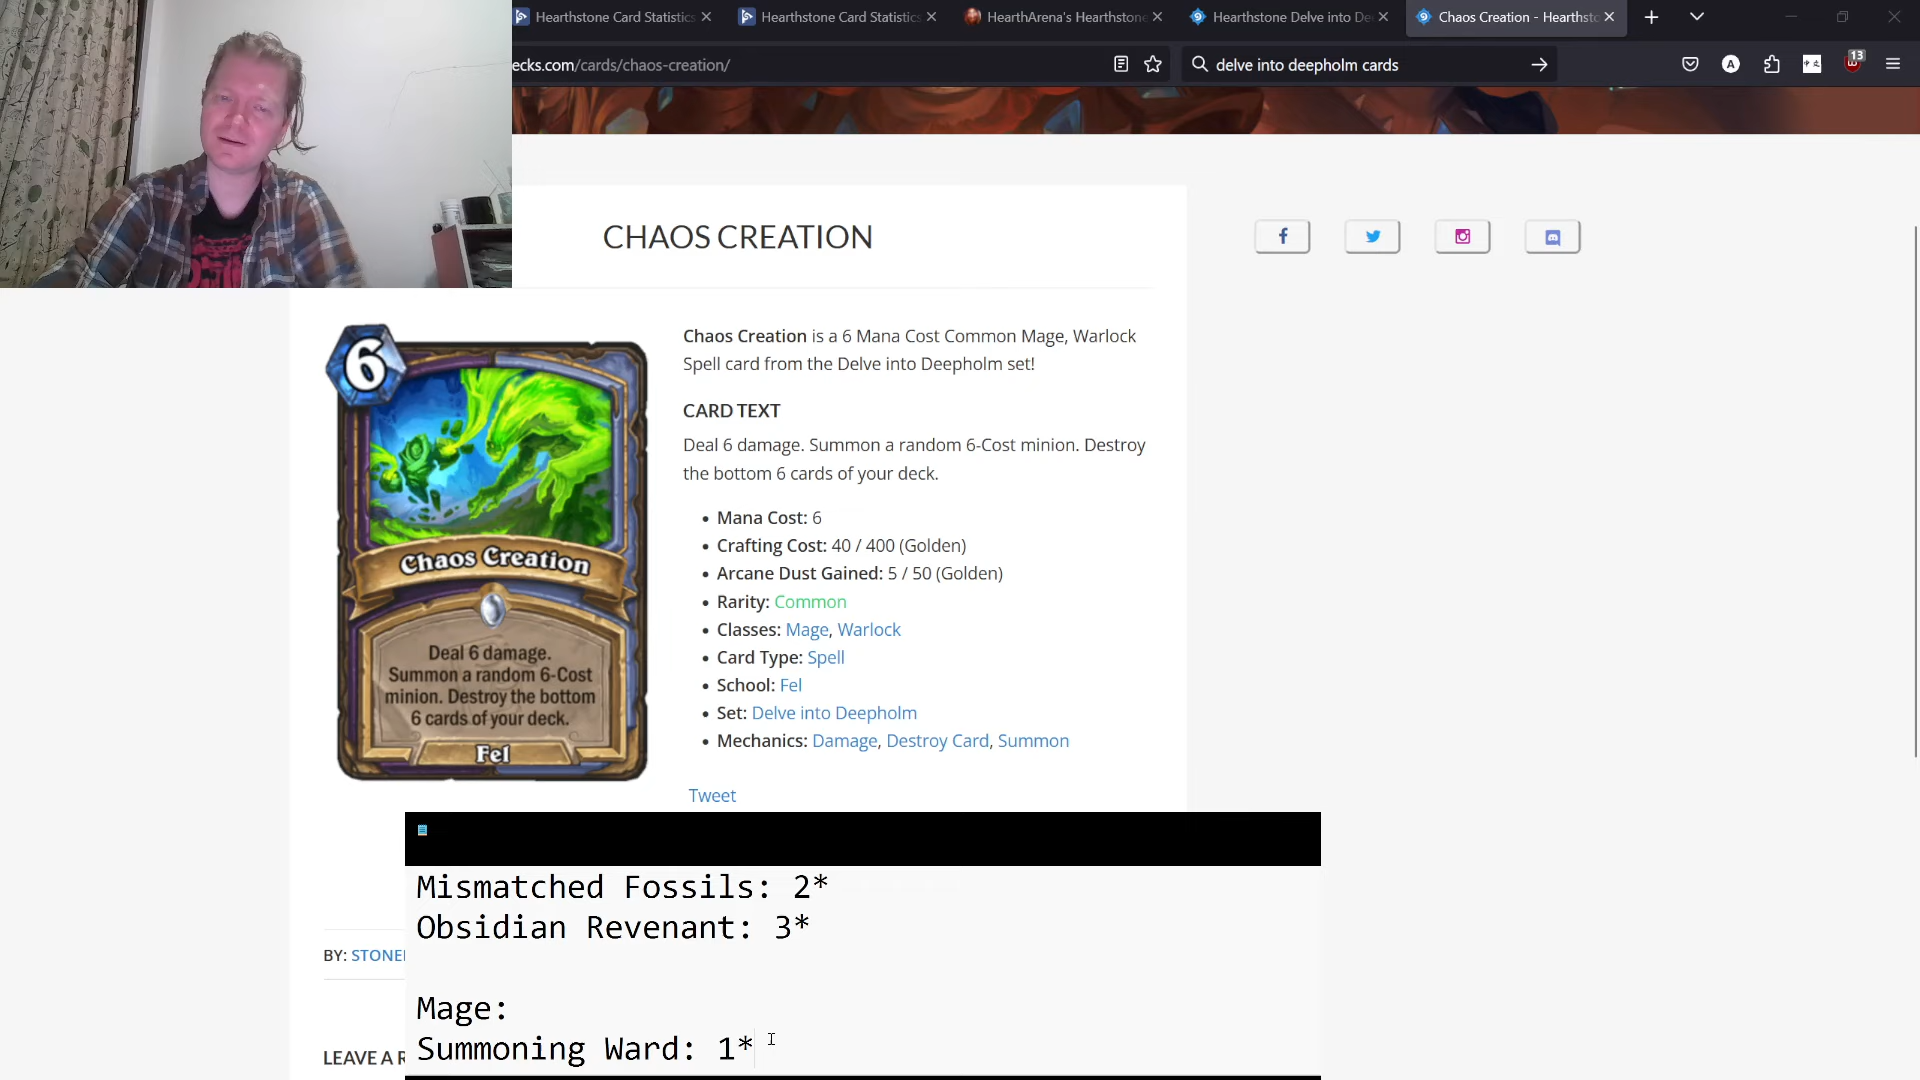 Hearthstone Card Statistics
Hearthstone Card Statistics
HearthArena's Hearthstone
Hearthstone Delve into De
Chaos Creation - Hearthsto
ecks.com/cards/chaos-creation/
delve into deepholm cards
A
13
CHAOS CREATION
6
Chaos Creation
Deal 6 damage.
Summon a random 6-Cost
minion. Destroy the bottom
6 cards of your deck.
Fel
Chaos Creation is a 6 Mana Cost Common Mage, Warlock
Spell card from the Delve into Deepholm set!
CARD TEXT
Deal 6 damage. Summon a random 6-Cost minion. Destroy
the bottom 6 cards of your deck.
Mana Cost: 6
Crafting Cost: 40 / 400 (Golden)
Arcane Dust Gained: 5 / 50 (Golden)
Rarity: Common
Classes: Mage, Warlock
Card Type: Spell
School: Fel
Set: Delve into Deepholm
Mechanics: Damage, Destroy Card, Summon
Tweet
BY: STONE
LEAVE A R
Mismatched Fossils: 2*
Obsidian Revenant: 3*
Mage:
Summoning Ward: 1*